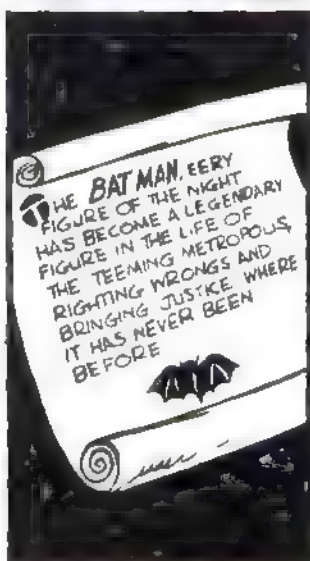 THE BATMAN, EERY
FIGURE OF THE NIGHT
HAS BECOME A LEGENDARY
FIGURE IN THE LIFE OF
THE TEEMING METROPOLIS,
RIGHTING WRONGS AND
BRINGING JUSTICE WHERE
IT HAS NEVER BEEN
BEFORE